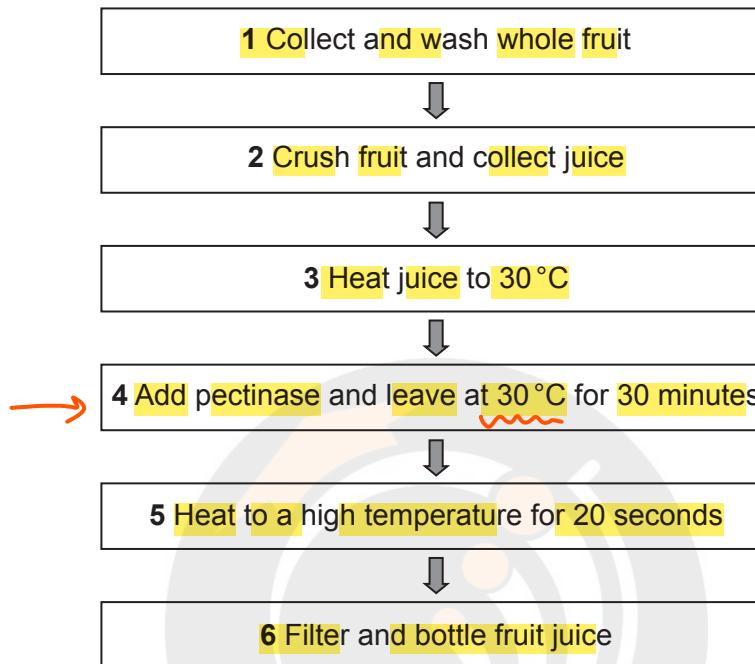 1 Collect and wash whole fruit
2 Crush fruit and collect juice
3 Heat juice to 30 °C
4 Add pectinase and leave at 30 °C for 30 minutes
5 Heat to a high temperature for 20 seconds
6 Filter and bottle fruit juice